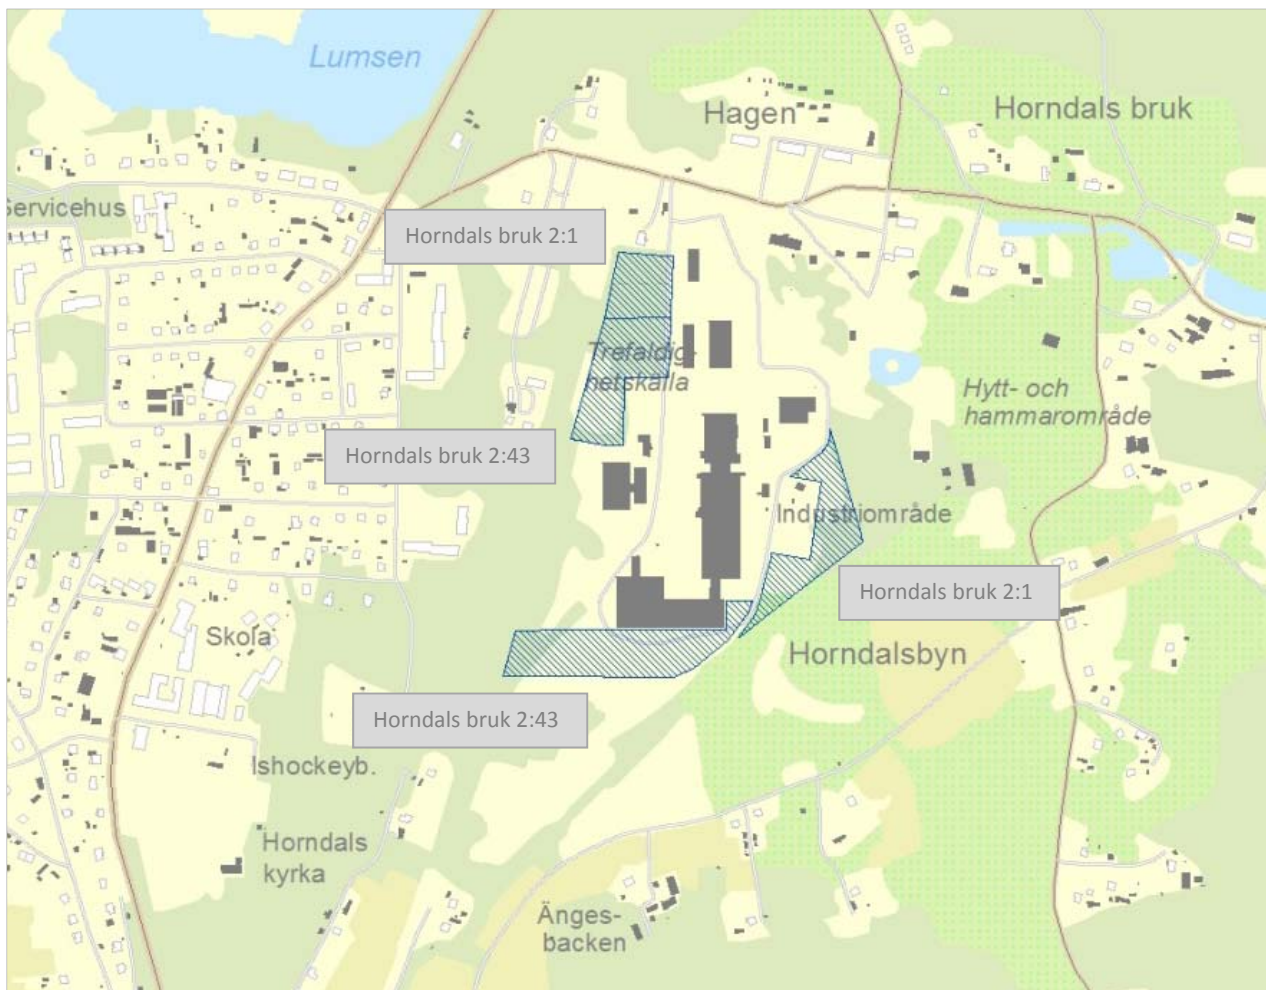 Lumsen
Hagen
Horndals bruk
Servicehus
Horndals bruk 2:1
Trefaldig-
hetskälla
Hytt- och
hammarområde
Horndals bruk 2:43
Industriområde
Horndals bruk 2:1
Skola
Horndalsbyn
Horndals bruk 2:43
Ishockeyb.
Horndals
kyrka
Änges-
backen